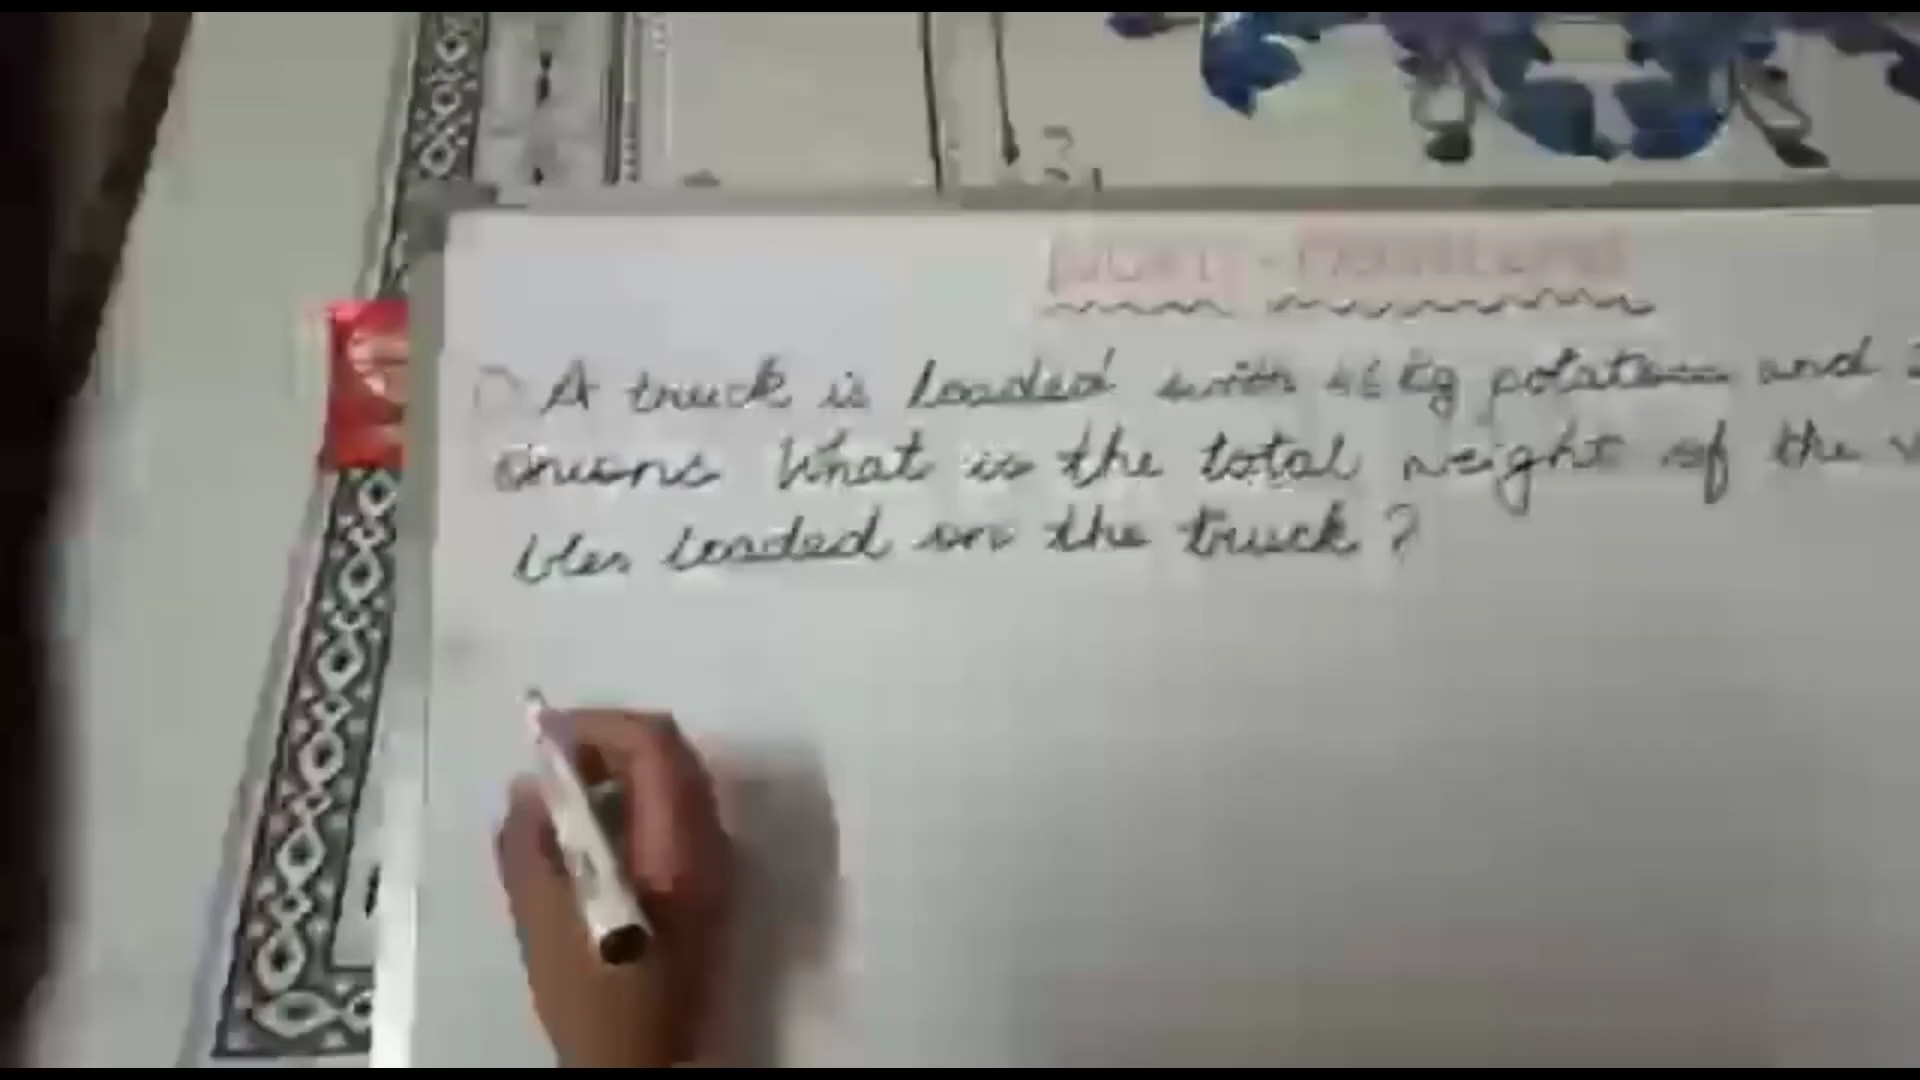 A truck is loaded with 46 kg potatoes and
onions What is the total weight of the
bles loaded on the truck ?